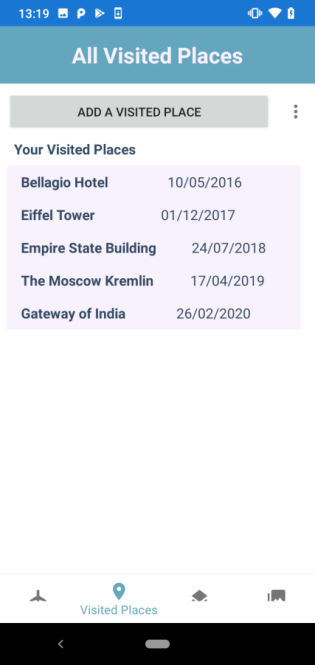 13:19
All Visited Places
ADD A VISITED PLACE
Your Visited Places
Bellagio Hotel 10/05/2016
Eiffel Tower 01/12/2017
Empire State Building 24/07/2018
The Moscow Kremlin 17/04/2019
Gateway of India 26/02/2020
Visited Places